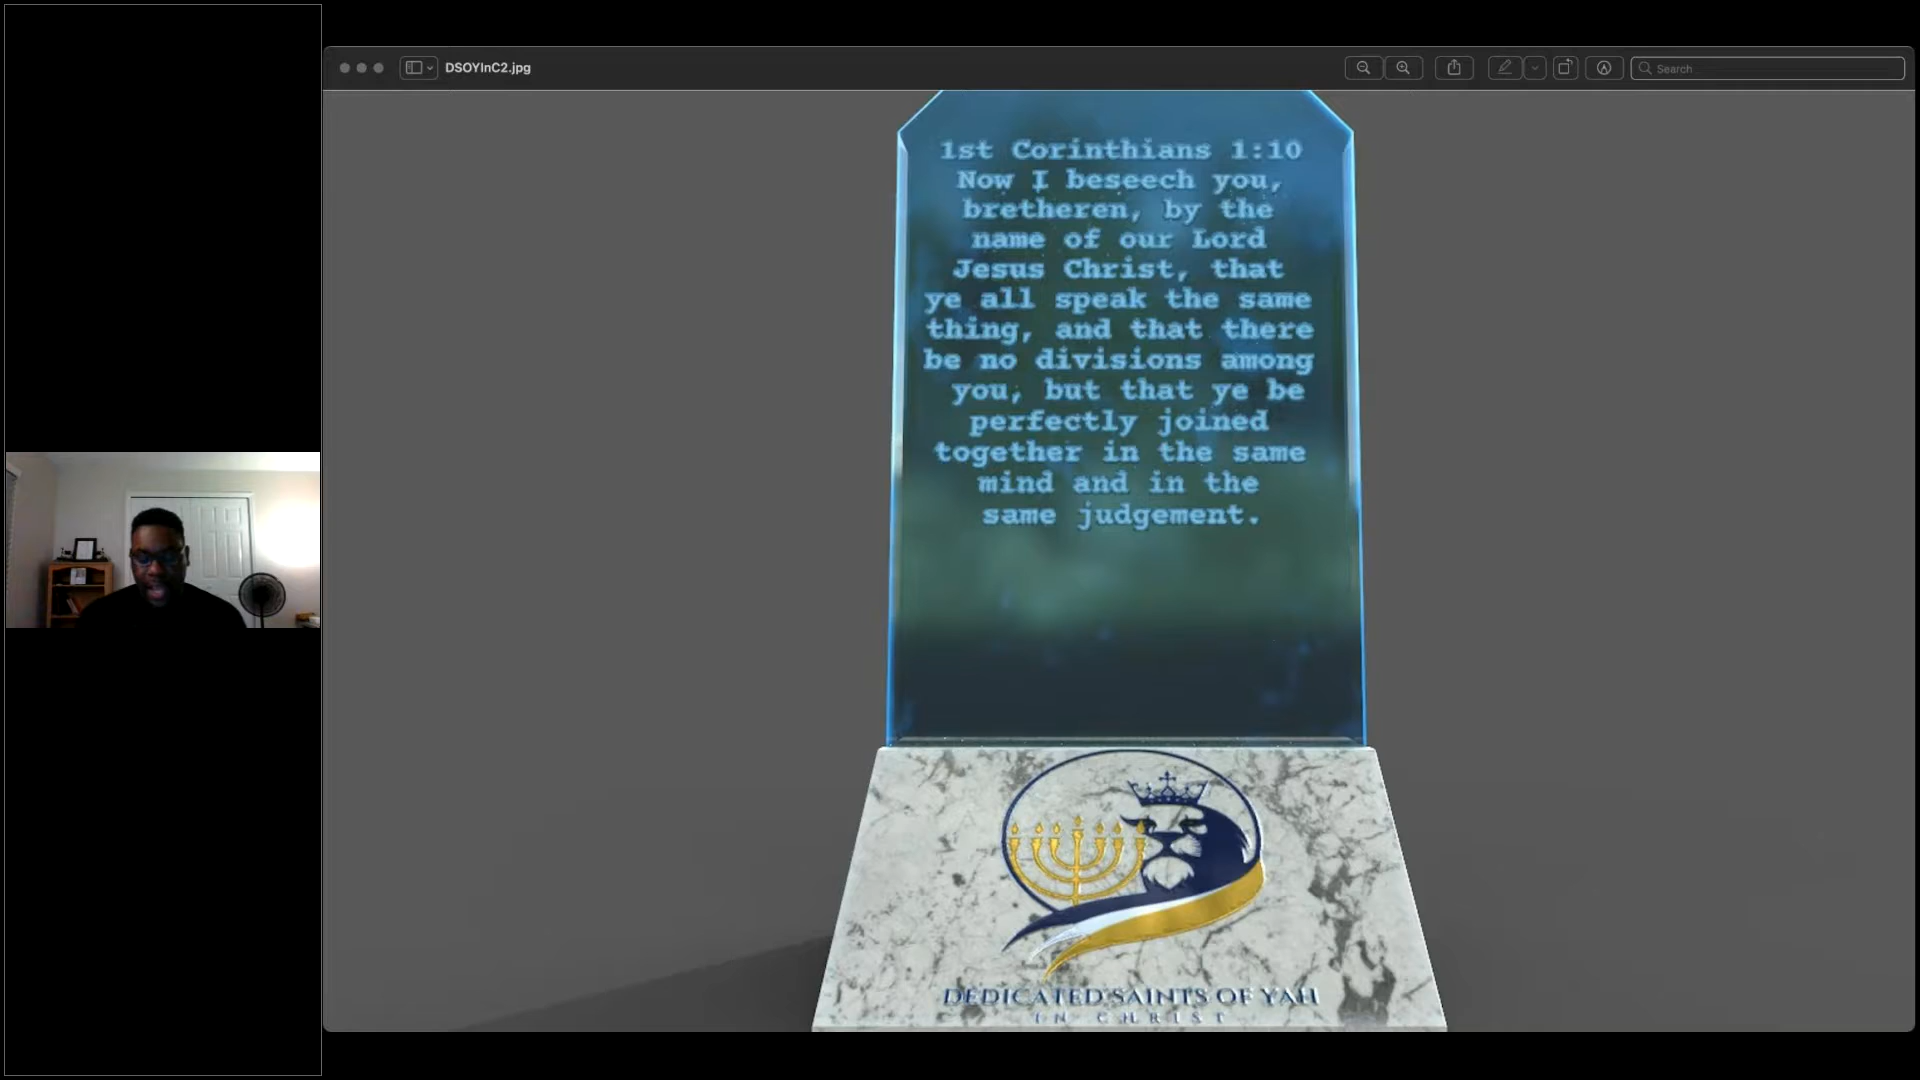 DSOYInC2.jpg
Search
1st Corinthians 1:10
Now I beseech you,
bretheren, by the
name of our Lord
Jesus Christ, that
ye all speak the same
thing, and that there
be no divisions among
you, but that ye be
perfectly joined
together in the same
mind and in the
same judgement.
DEDICATED SAINTS OF YAH
IN CHRIST